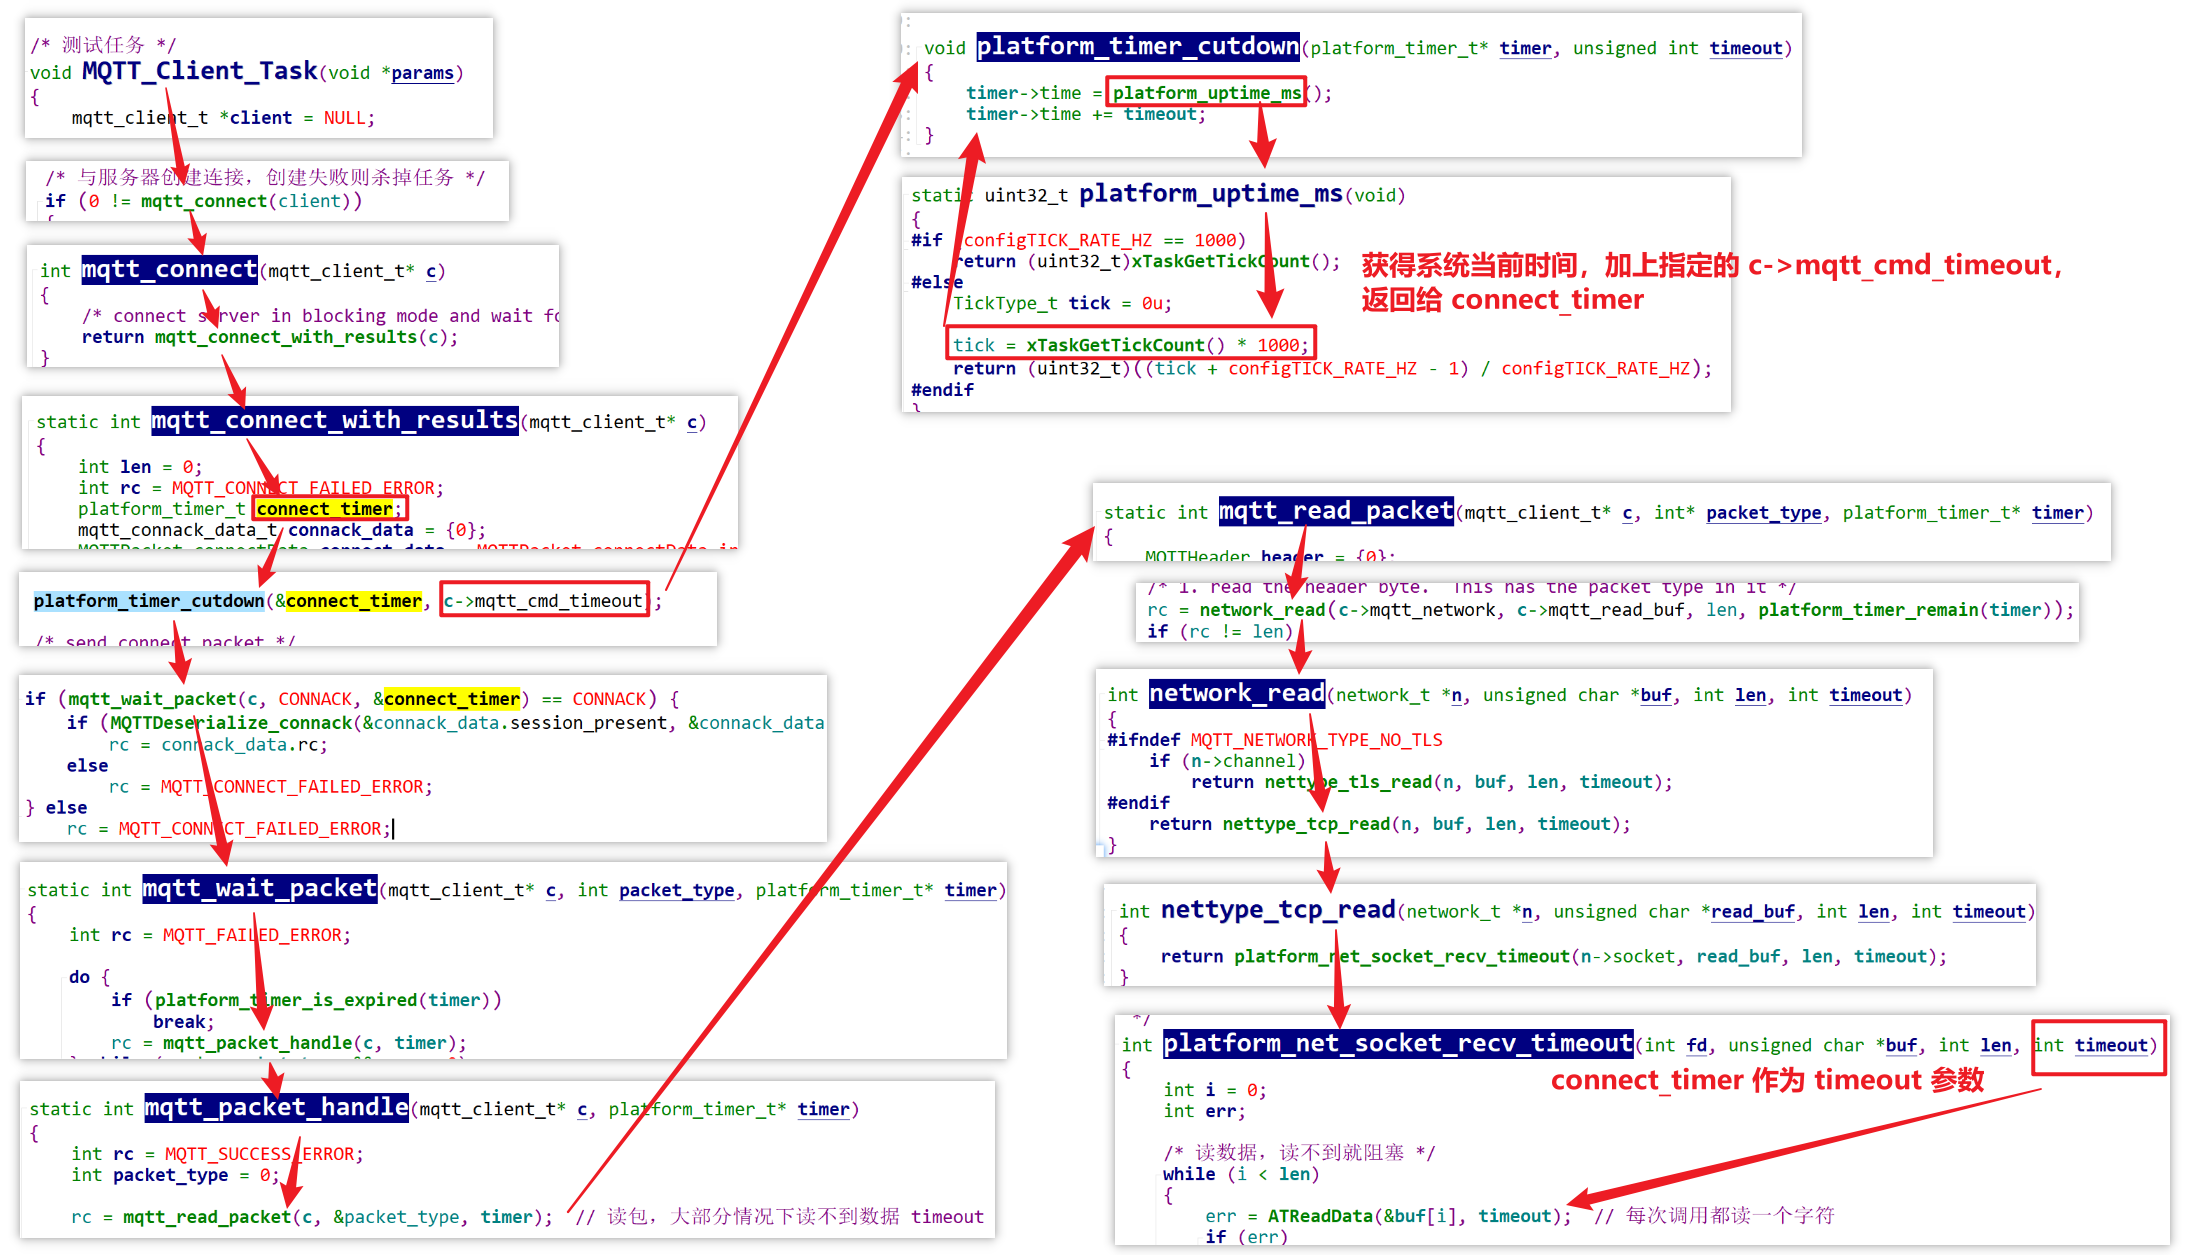 /* 测试任务 */
void MQTT_Client_Task(void *params)
{
mqtt_client_t *client = NULL;
/* 与服务器创建连接，创建失败则杀掉任务 */
if (0 != mqtt_connect(client))
int mqtt_connect(mqtt_client_t* c)
{
/* connect server in blocking mode and wait fo
return mqtt_connect_with_results(c);
}
static int mqtt_connect_with_results(mqtt_client_t* c)
{
int len = 0;
int rc = MQTT_CONNECT_FAILED_ERROR;
platform_timer_t connect_timer;
mqtt_connack_data_t connack_data = {0};
MQTTPacket_connectData connect_data = MQTTPacket_connectData_in
platform_timer_cutdown(&connect_timer, c->mqtt_cmd_timeout);
/* send connect packet */
if (mqtt_wait_packet(c, CONNACK, &connect_timer) == CONNACK) {
if (MQTTDeserialize_connack(&connack_data.session_present, &connack_data
rc = connack_data.rc;
else
rc = MQTT_CONNECT_FAILED_ERROR;
} else
rc = MQTT_CONNECT_FAILED_ERROR;
static int mqtt_wait_packet(mqtt_client_t* c, int packet_type, platform_timer_t* timer)
{
int rc = MQTT_FAILED_ERROR;
do {
if (platform_timer_is_expired(timer))
break;
rc = mqtt_packet_handle(c, timer);
static int mqtt_packet_handle(mqtt_client_t* c, platform_timer_t* timer)
{
int rc = MQTT_SUCCESS_ERROR;
int packet_type = 0;
rc = mqtt_read_packet(c, &packet_type, timer); // 读包，大部分情况下读不到数据 timeout
void platform_timer_cutdown(platform_timer_t* timer, unsigned int timeout)
{
timer->time = platform_uptime_ms();
timer->time += timeout;
}
static uint32_t platform_uptime_ms(void)
{
#if (configTICK_RATE_HZ == 1000)
return (uint32_t)xTaskGetTickCount();
#else
TickType_t tick = 0u;
tick = xTaskGetTickCount() * 1000;
return (uint32_t)((tick + configTICK_RATE_HZ - 1) / configTICK_RATE_HZ);
#endif
}
获得系统当前时间，加上指定的 c->mqtt_cmd_timeout，
返回给 connect_timer
static int mqtt_read_packet(mqtt_client_t* c, int* packet_type, platform_timer_t* timer)
{
MQTTHeader header = {0};
/* 1. read the header byte.  This has the packet type in it */
rc = network_read(c->mqtt_network, c->mqtt_read_buf, len, platform_timer_remain(timer));
if (rc != len)
int network_read(network_t *n, unsigned char *buf, int len, int timeout)
{
#ifndef MQTT_NETWORK_TYPE_NO_TLS
if (n->channel)
return nettype_tls_read(n, buf, len, timeout);
#endif
return nettype_tcp_read(n, buf, len, timeout);
}
int nettype_tcp_read(network_t *n, unsigned char *read_buf, int len, int timeout)
{
return platform_net_socket_recv_timeout(n->socket, read_buf, len, timeout);
}
*/
int platform_net_socket_recv_timeout(int fd, unsigned char *buf, int len, int timeout)
{
connect_timer 作为 timeout 参数
int i = 0;
int err;
/* 读数据，读不到就阻塞 */
while (i < len)
{
err = ATReadData(&buf[i], timeout); // 每次调用都读一个字符
if (err)